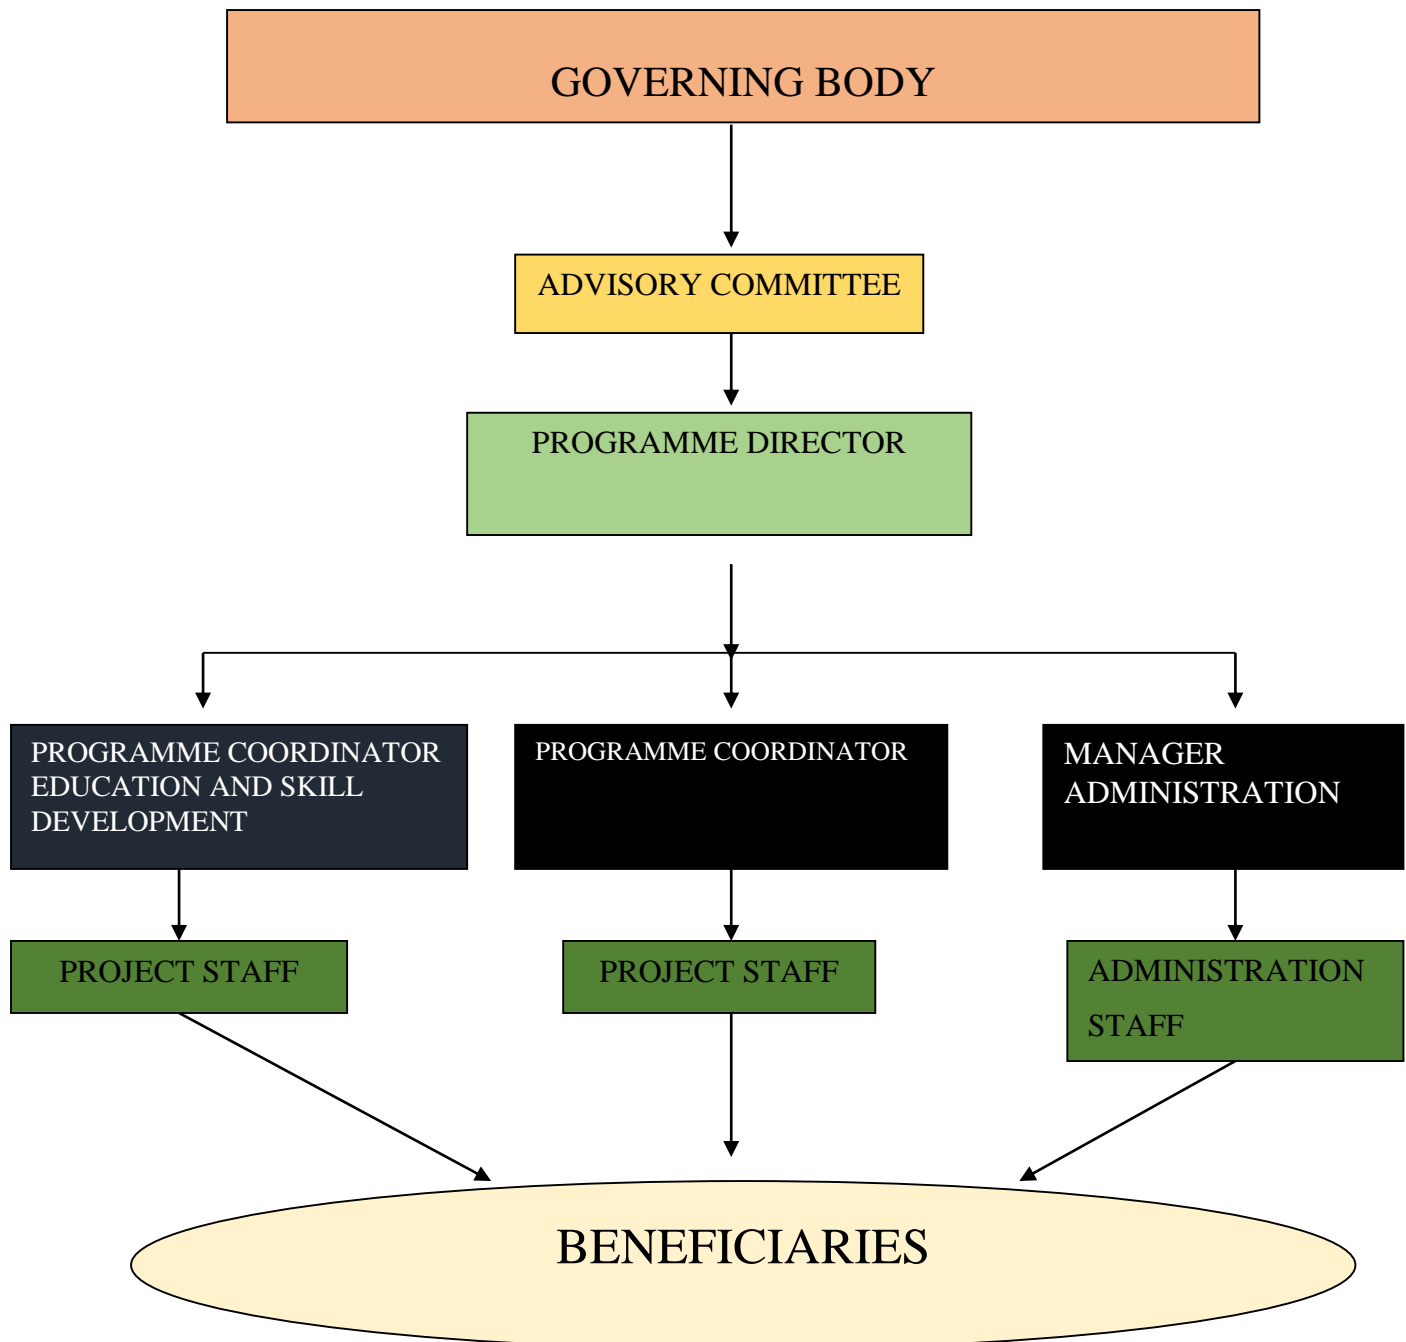 GOVERNING BODY
ADVISORY COMMITTEE
PROGRAMME DIRECTOR
PROGRAMME COORDINATOR
EDUCATION AND SKILL
DEVELOPMENT
PROGRAMME COORDINATOR
MANAGER
ADMINISTRATION
PROJECT STAFF
PROJECT STAFF
ADMINISTRATION
STAFF
BENEFICIARIES